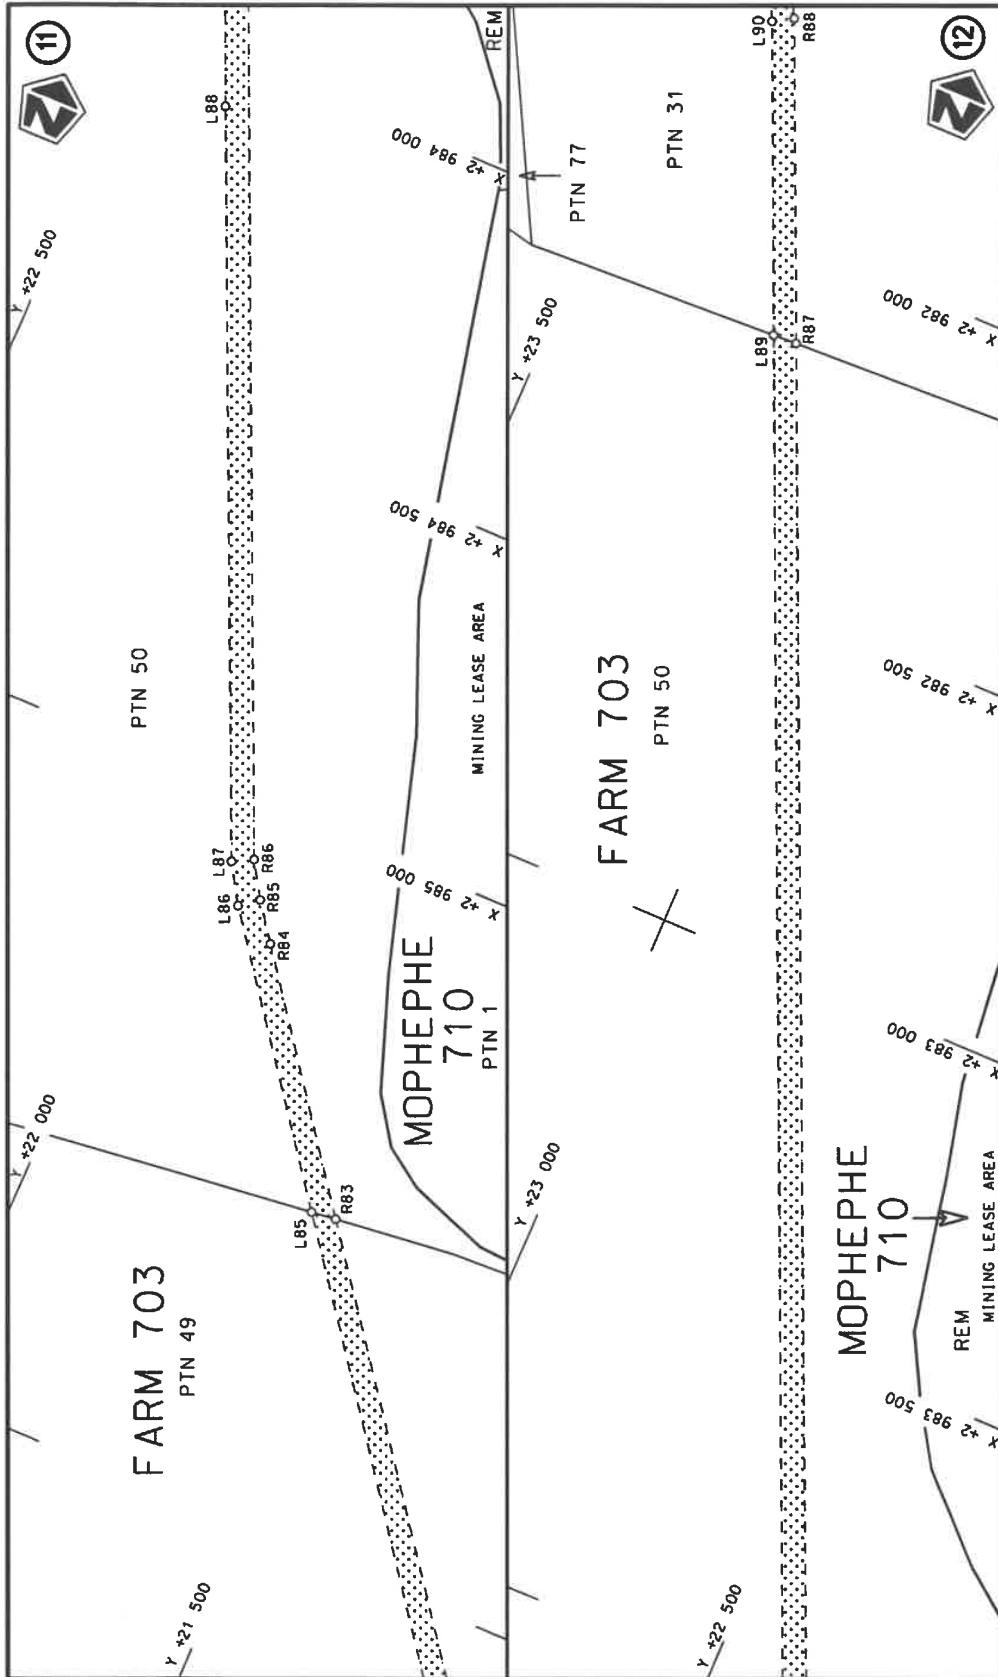 11
L88
Y +22 500
PTN 50
L87
R86
L86
R85
R84
Y +22 000
L85
R83
FARM 703
PTN 49
Y +21 500
REM
X +2 984 000
X +2 984 500
MINING LEASE AREA
X +2 985 000
MOPHEPHE
710
PTN 1
12
L90
R88
PTN 31
PTN 77
Y +23 500
L89
R87
X +2 982 000
FARM 703
PTN 50
X +2 982 500
X +2 983 000
Y +23 000
MOPHEPHE
710
REM
MINING LEASE AREA
X +2 983 500
Y +22 500